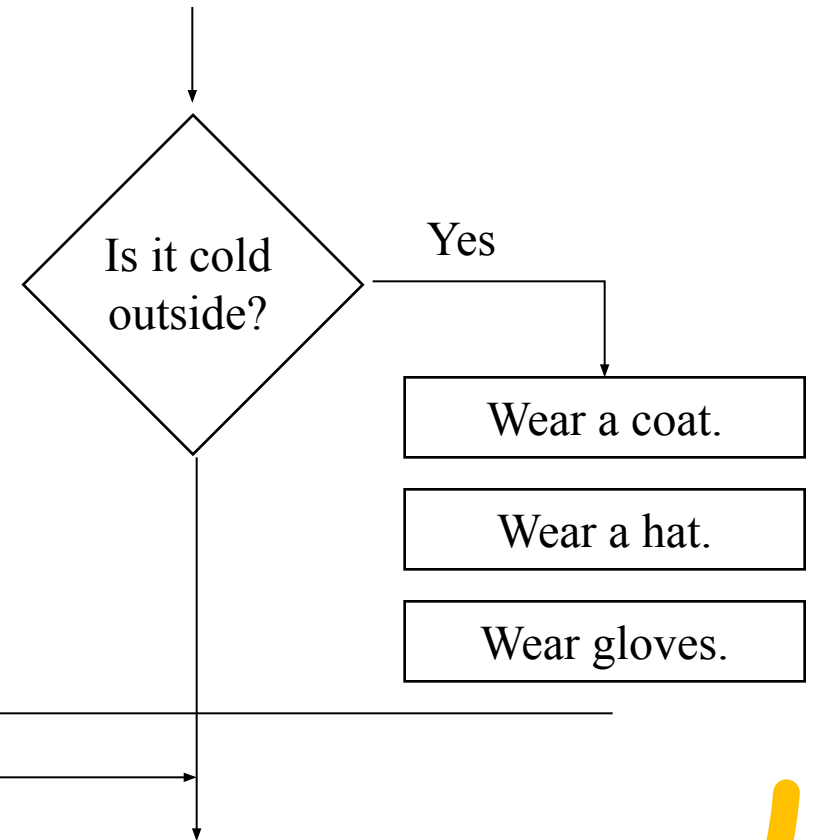 Is it cold
outside?
Yes
Wear a coat.
Wear a hat.
Wear gloves.